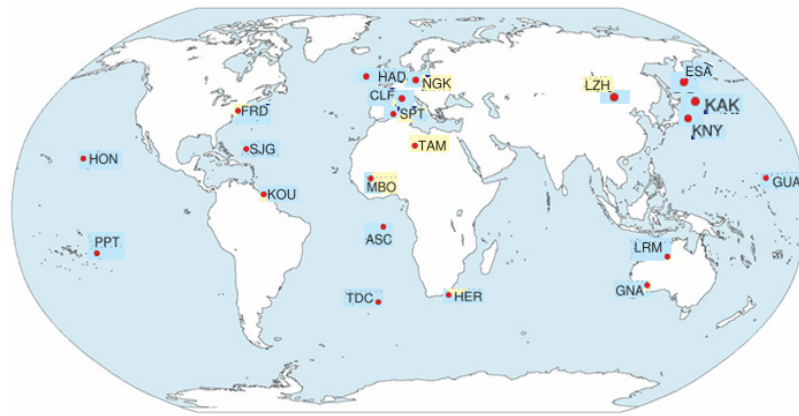 ESA
HAD
NGK
LZH
CLF
KAK
FRD
SPT
KNY
SJG
TAM
HON
MBO
GUA
KOU
ASC
PPT
LRM
GNA
TDC
HER